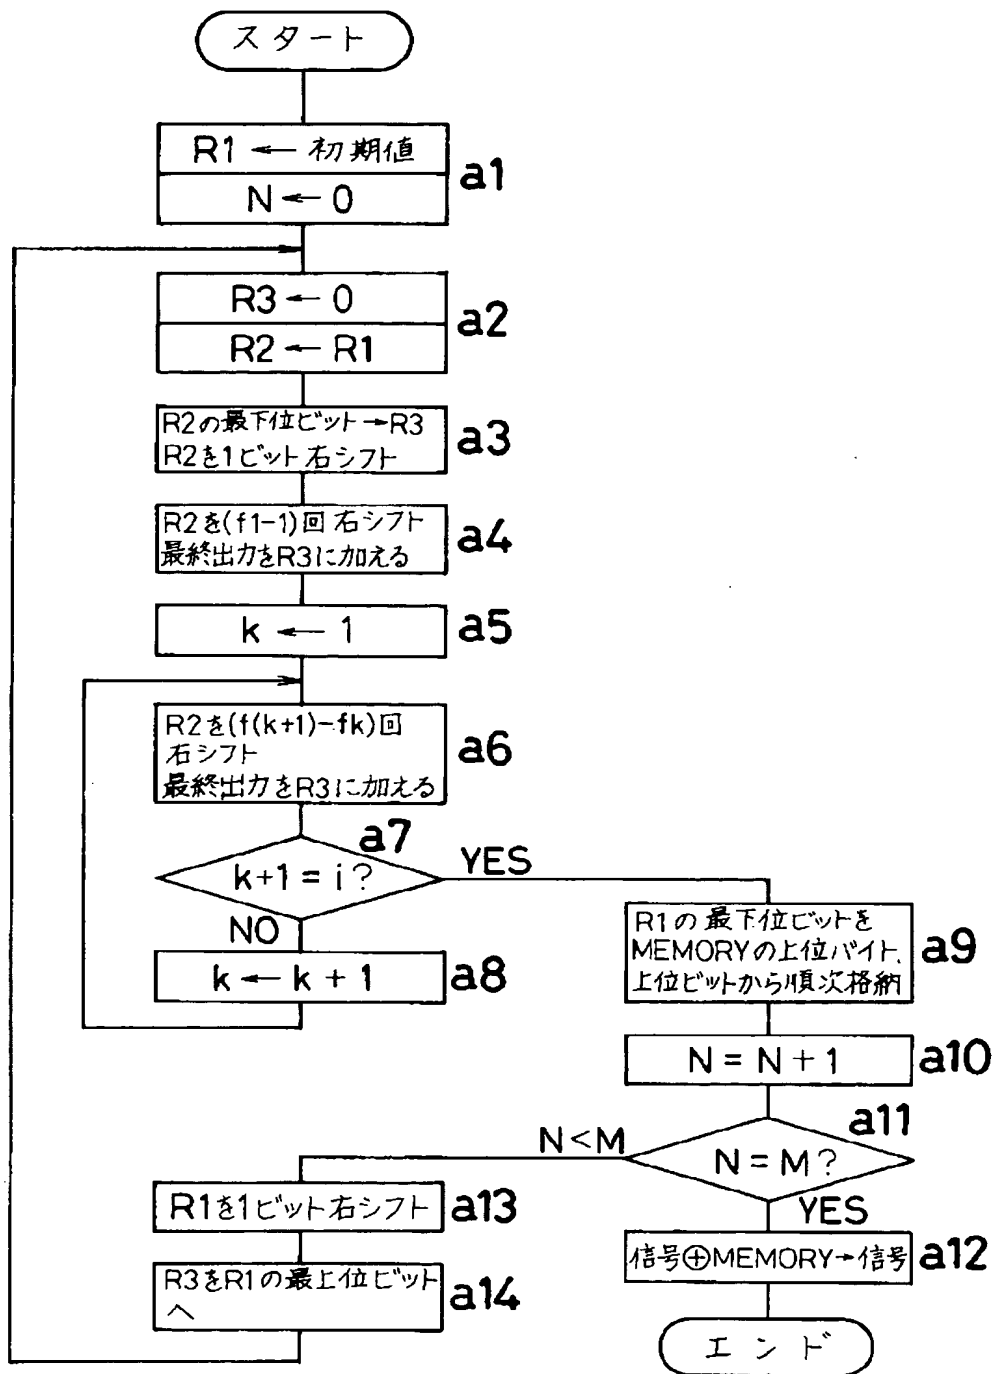 スタート
R1 ← 初期値
N ← 0
a1
R3 ← 0
R2 ← R1
a2
R2の最下位ビット→R3
R2を1ビット右シフト
a3
R2を(f1-1)回右シフト
最終出力をR3に加える
a4
k ← 1
a5
R2を(f(k+1)-fk)回
右シフト
最終出力をR3に加える
a6
a7
k+1 = i?
YES
NO
k ← k + 1
a8
R1の最下位ビットを
MEMORYの上位バイト、
上位ビットから順次格納
a9
N = N + 1
a10
a11
N = M?
N<M
YES
R1を1ビット右シフト
a13
R3をR1の最上位ビット
へ
a14
信号⊕MEMORY→信号
a12
エンド